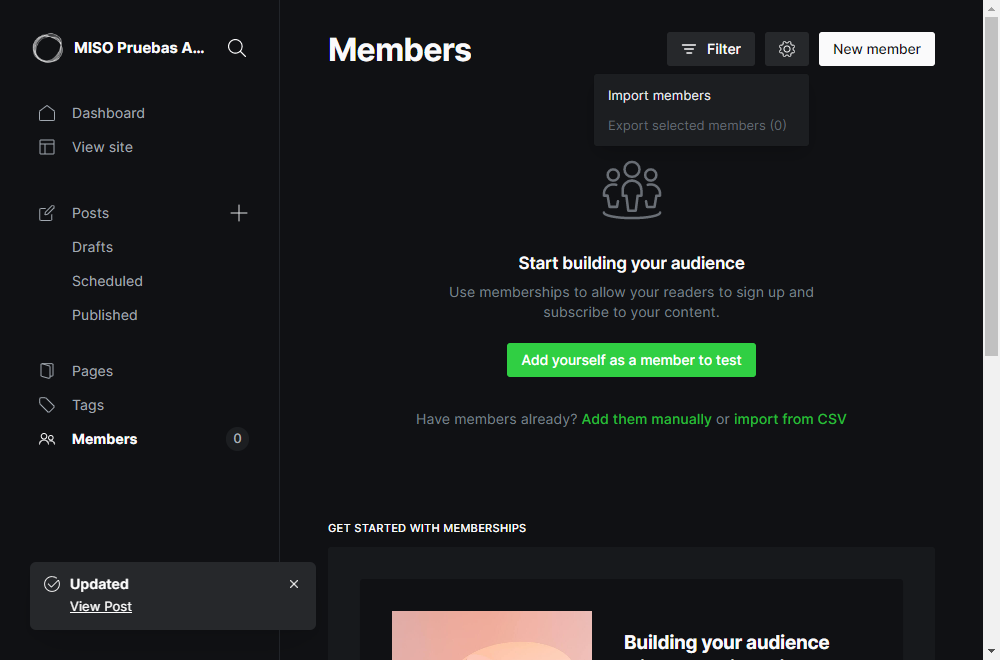 MISO Pruebas A...
Dashboard
View site
Posts
Drafts
Scheduled
Published
Pages
Tags
Members
0
Updated
View Post
Members
Filter
New member
Import members
Export selected members (0)
Start building your audience
Use memberships to allow your readers to sign up and
subscribe to your content.
Add yourself as a member to test
Have members already? Add them manually or import from CSV
GET STARTED WITH MEMBERSHIPS
Building your audience